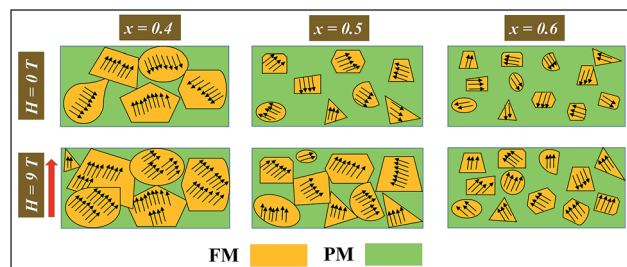 x = 0.4
x = 0.5
x = 0.6
H = 0 T
H = 9 T
FM
PM